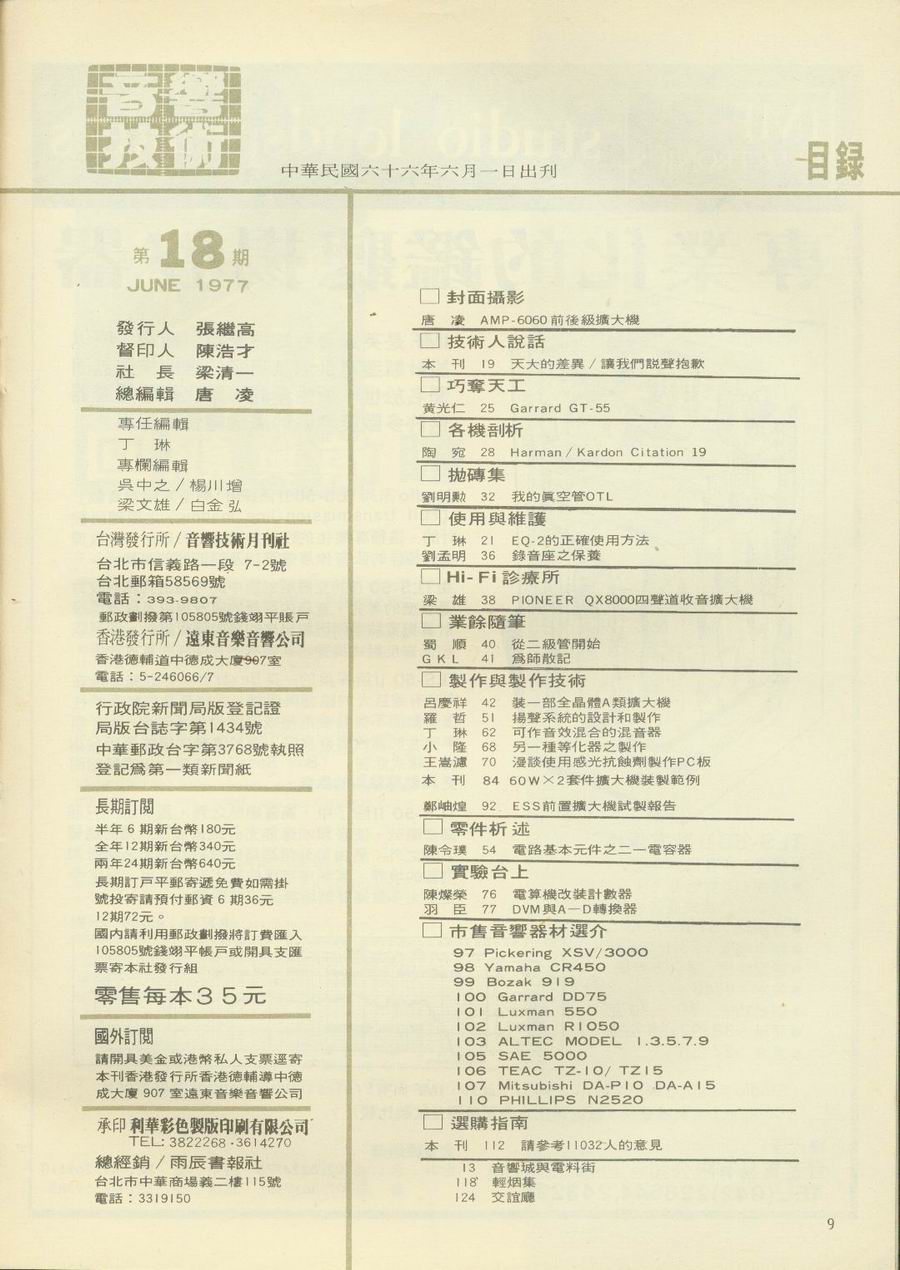 音響
技術
中華民國六十六年六月一日出刊
目録
第18期
JUNE 1977
發行人 張繼高
督印人 陳浩才
社 長 梁清一
總編輯 唐 凌
專任編輯
丁 琳
專欄編輯
吳中之／楊川增
梁文雄／白金弘
台灣發行所／音響技術月刊社
台北市信義路一段 7-2號
台北郵箱58569號
電話：393-9807
郵政劃撥第105805號錢翊平賬戶
香港發行所／遠東音樂音響公司
香港德輔道中德成大廈907室
電話：5-246066/7
行政院新聞局版登記證
局版台誌字第1434號
中華郵政台字第3768號執照
登記爲第一類新聞紙
長期訂閲
半年 6 期新台幣180元
全年12期新台幣340元
兩年24期新台幣640元
長期訂戶平郵寄遞免費如需掛
號投寄請預付郵資 6 期36元
12期72元。
國內請利用郵政劃撥將訂費匯入
105805號錢翊平帳戶或開具支匯
票寄本社發行組
零售每本35元
國外訂閲
請開具美金或港幣私人支票逕寄
本刊香港發行所香港德輔導中德
成大廈 907 室遠東音樂音響公司
承印 利華彩色製版印刷有限公司
TEL: 3822268·3614270
總經銷／雨辰書報社
台北市中華商場義二樓115號
電話：3319150
□ 封面攝影
唐 凌 AMP-6060前後級擴大機
□ 技術人說話
本 刊 19 天大的差異／讓我們説聲抱歉
□ 巧奪天工
黄光仁 25 Garrard GT-55
□ 各機剖析
陶 宛 28 Harman／Kardon Citation 19
□ 拋磚集
劉明勳 32 我的眞空管OTL
□ 使用與維護
丁 琳 21 EQ-2的正確使用方法
劉孟明 36 錄音座之保養
□ Hi-Fi診療所
梁 雄 38 PIONEER QX8000四聲道收音擴大機
□ 業餘隨筆
蜀 順 40 從二級管開始
GKL 41 爲師散記
□ 製作與製作技術
呂慶祥 42 裝一部全晶體A類擴大機
羅 哲 51 揚聲系統的設計和製作
丁 琳 62 可作音效混合的混音器
小 隆 68 另一種等化器之製作
王嵩濾 70 漫談使用感光抗蝕劑製作PC板
本 刊 84 60W×2套件擴大機裝製範例
鄭岫煌 92 ESS前置擴大機試製報告
□ 零件析述
陳令璞 54 電路基本元件之二一電容器
□ 實驗台上
陳燦榮 76 電算機改裝計數器
羽 臣 77 DVM與A－D轉換器
□ 市售音響器材選介
97 Pickering XSV/3000
98 Yamaha CR450
99 Bozak 919
100 Garrard DD75
101 Luxman 550
102 Luxman R1050
103 ALTEC MODEL 1.3.5.7.9
105 SAE 5000
106 TEAC TZ-10/ TZ15
107 Mitsubishi DA-P10 DA-A15
110 PHILLIPS N2520
□ 選購指南
本 刊 112 請參考11032人的意見
13 音響城與電料街
118 輕烟集
124 交誼廳
9